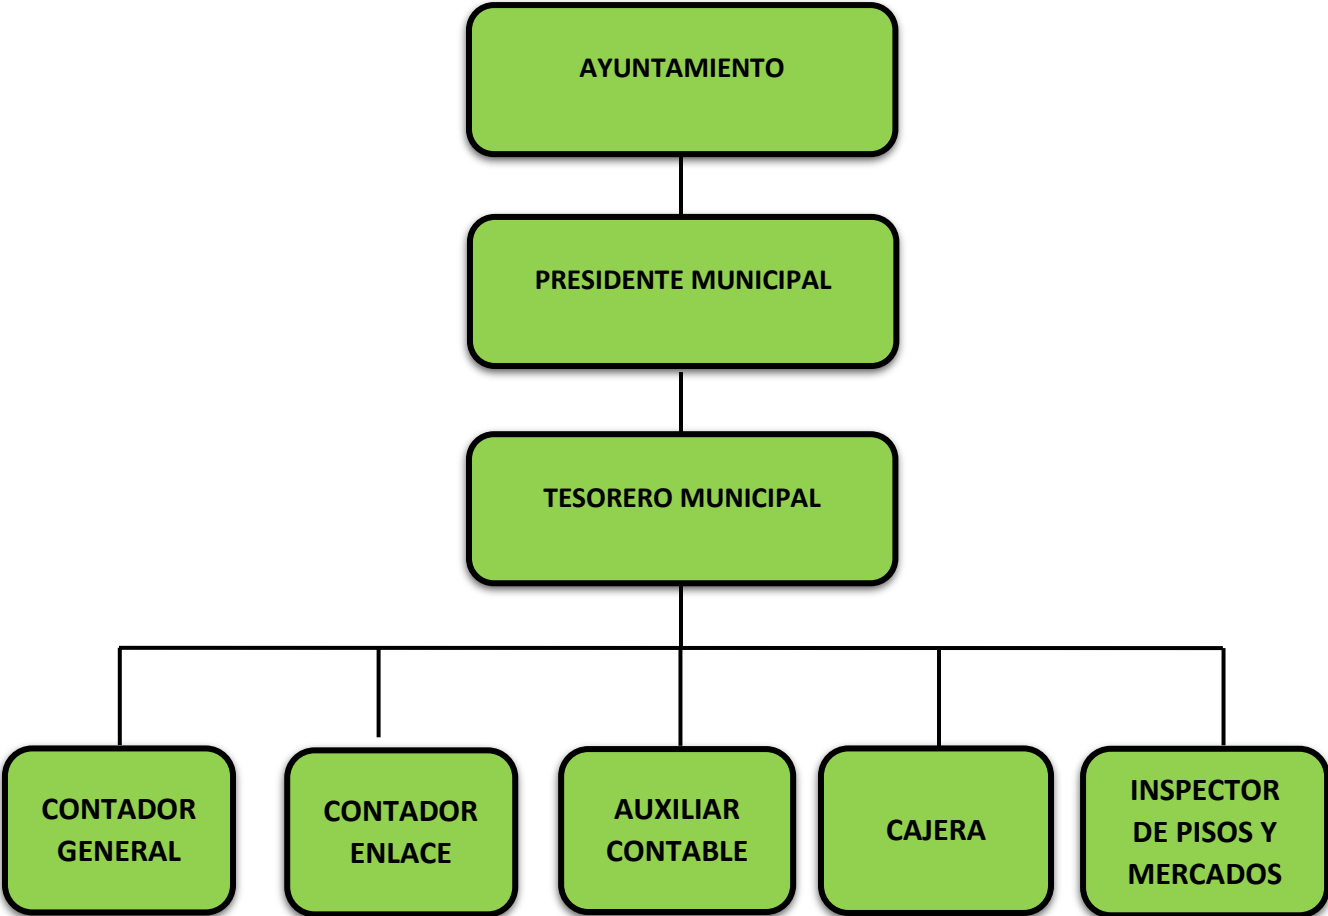 AYUNTAMIENTO
PRESIDENTE MUNICIPAL
TESORERO MUNICIPAL
CONTADOR
GENERAL
CONTADOR
ENLACE
AUXILIAR
CONTABLE
CAJERA
INSPECTOR
DE PISOS Y
MERCADOS